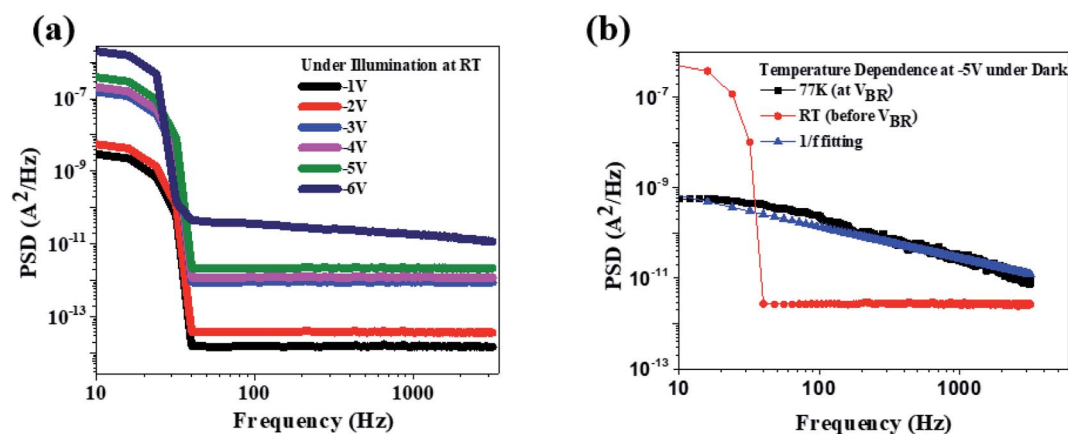 (a)
Under Illumination at RT
-1V
-2V
-3V
-4V
-5V
-6V
10⁻⁷
10⁻⁹
10⁻¹¹
10⁻¹³
PSD (A²/Hz)
10
100
1000
Frequency (Hz)
(b)
Temperature Dependence at -5V under Dark
77K (at V_BR)
RT (before V_BR)
1/f fitting
10⁻⁷
10⁻⁹
10⁻¹¹
10⁻¹³
PSD (A²/Hz)
10
100
1000
Frequency (Hz)